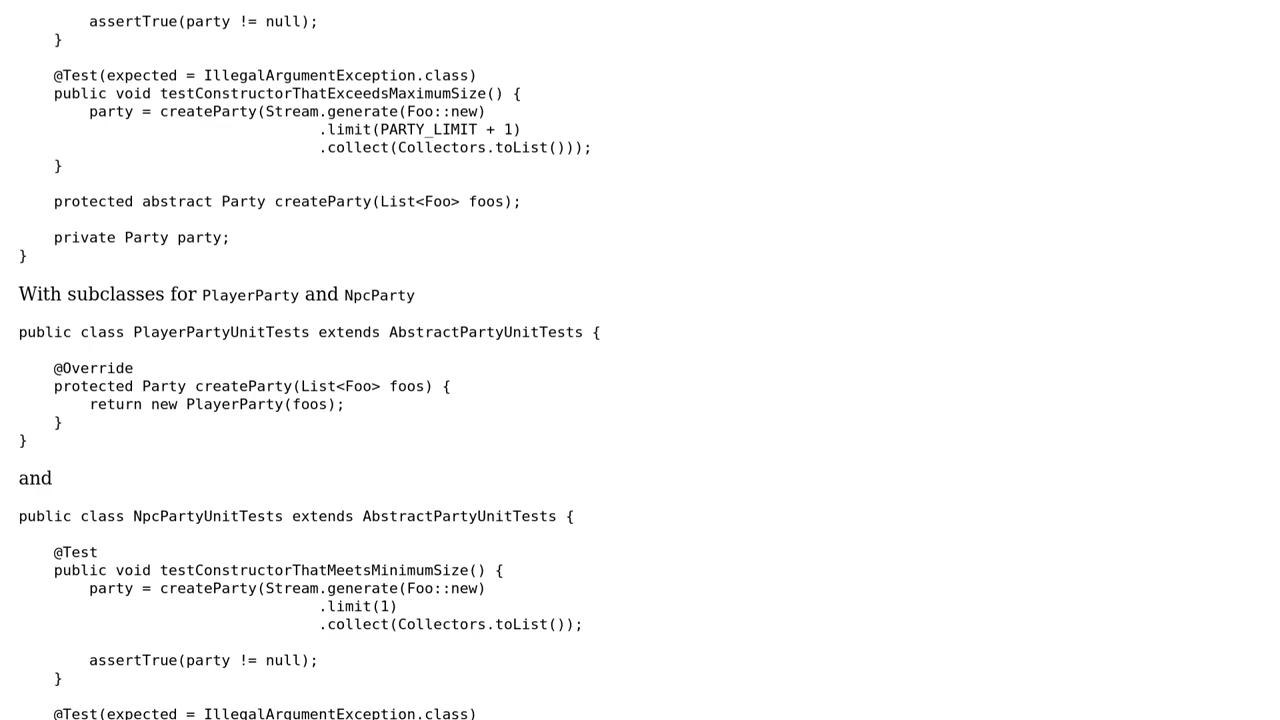 assertTrue(party != null);
    }

    @Test(expected = IllegalArgumentException.class)
    public void testConstructorThatExceedsMaximumSize() {
        party = createParty(Stream.generate(Foo::new)
                                  .limit(PARTY_LIMIT + 1)
                                  .collect(Collectors.toList()));
    }

    protected abstract Party createParty(List<Foo> foos);

    private Party party;
}

With subclasses for PlayerParty and NpcParty

public class PlayerPartyUnitTests extends AbstractPartyUnitTests {

    @Override
    protected Party createParty(List<Foo> foos) {
        return new PlayerParty(foos);
    }
}

and

public class NpcPartyUnitTests extends AbstractPartyUnitTests {

    @Test
    public void testConstructorThatMeetsMinimumSize() {
        party = createParty(Stream.generate(Foo::new)
                                  .limit(1)
                                  .collect(Collectors.toList());

        assertTrue(party != null);
    }

    @Test(expected = IllegalArgumentException.class)